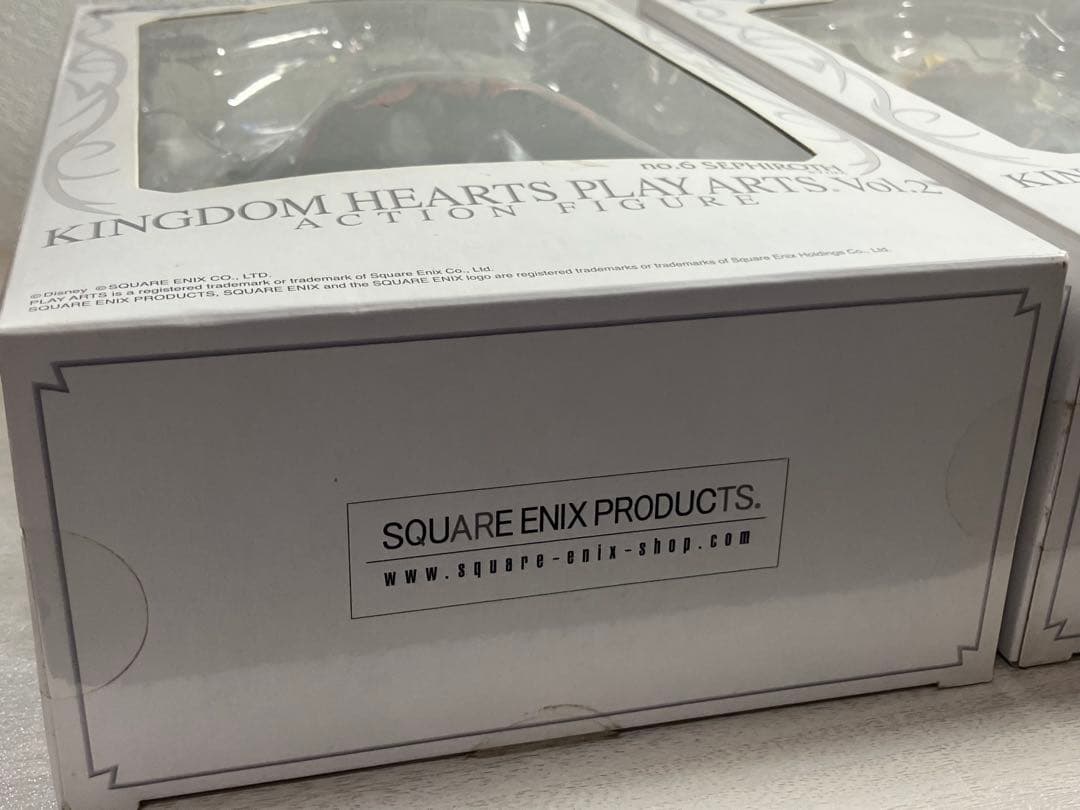 no.6 SEPHIROTH
KINGDOM HEARTS PLAY ARTS. Vol.2
ACTION FIGURE
©Disney ©SQUARE ENIX CO., LTD.
PLAY ARTS is a registered trademark or trademark of Square Enix Co., Ltd.
SQUARE ENIX PRODUCTS, SQUARE ENIX and the SQUARE ENIX logo are registered trademarks or trademarks of Square Enix Holdings Co., Ltd.
KIN
SQUARE ENIX PRODUCTS.
www.square-enix-shop.com